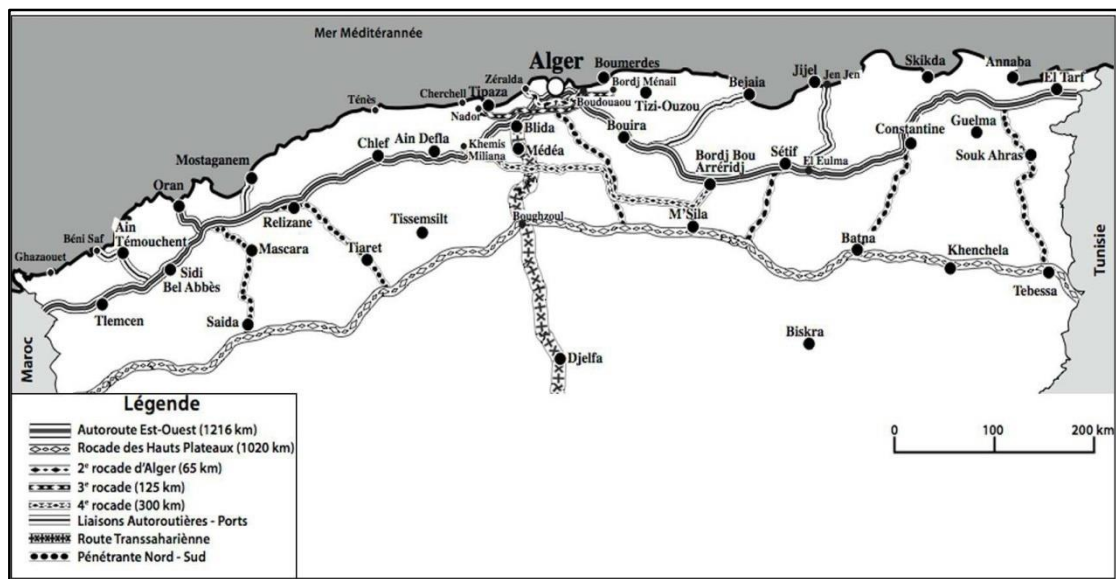 Mer Méditérannée
Alger
Boumerdes
Zéralda
Bordj Ménail
Cherchell
Tipaza
Ténès
Nador
Boudouaou
Tizi-Ouzou
Bejaia
Jijel
Jen Jen
Skikda
Annaba
El Tarf
Blida
Bouira
Constantine
Guelma
Mostaganem
Chlef
Ain Defla
Khemis
Miliana
Médéa
Bordj Bou
Arréridj
Sétif
El Eulma
Souk Ahras
Oran
Relizane
Tissemsilt
Boughzoul
M'Sila
Ain
Témouchent
Béni Saf
Ghazaouet
Mascara
Tiaret
Batna
Khenchela
Sidi
Bel Abbès
Tebessa
Tlemcen
Saida
Biskra
Djelfa
Maroc
Tunisie
Légende
Autoroute Est-Ouest (1216 km)
Rocade des Hauts Plateaux (1020 km)
2e rocade d'Alger (65 km)
3e rocade (125 km)
4e rocade (300 km)
Liaisons Autoroutières - Ports
Route Transsahariènne
Pénétrante Nord - Sud
0 100 200 km